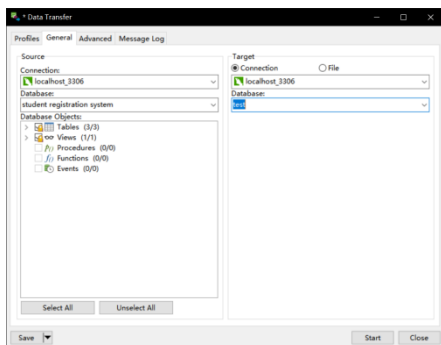 * Data Transfer
Profiles General Advanced Message Log
Source
Connection:
localhost_3306
Database:
student registration system
Database Objects:
Tables (3/3)
Views (1/1)
Procedures (0/0)
Functions (0/0)
Events (0/0)
Select All Unselect All
Target
Connection File
localhost_3306
Database:
test
Save Start Close